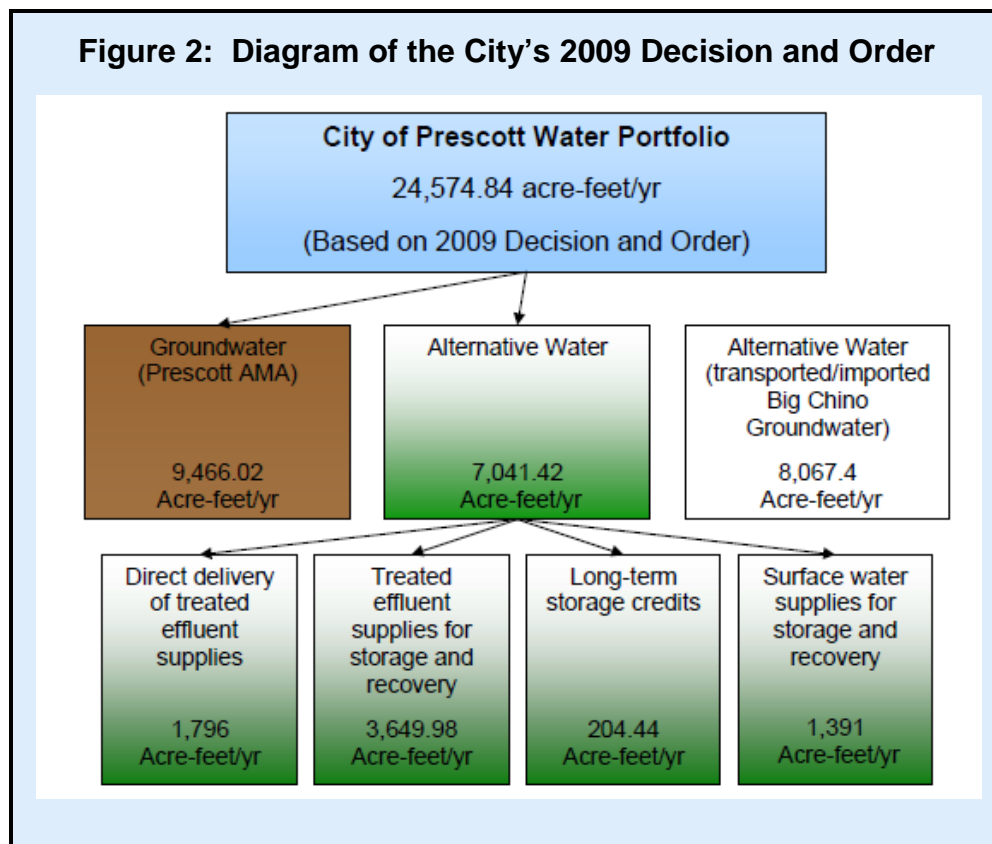 Figure 2: Diagram of the City's 2009 Decision and Order
City of Prescott Water Portfolio
24,574.84 acre-feet/yr
(Based on 2009 Decision and Order)
Groundwater
(Prescott AMA)
9,466.02
Acre-feet/yr
Alternative Water
7,041.42
Acre-feet/yr
Alternative Water
(transported/imported
Big Chino
Groundwater)
8,067.4
Acre-feet/yr
Direct delivery
of treated
effluent
supplies
1,796
Acre-feet/yr
Treated
effluent
supplies for
storage and
recovery
3,649.98
Acre-feet/yr
Long-term
storage credits
204.44
Acre-feet/yr
Surface water
supplies for
storage and
recovery
1,391
Acre-feet/yr